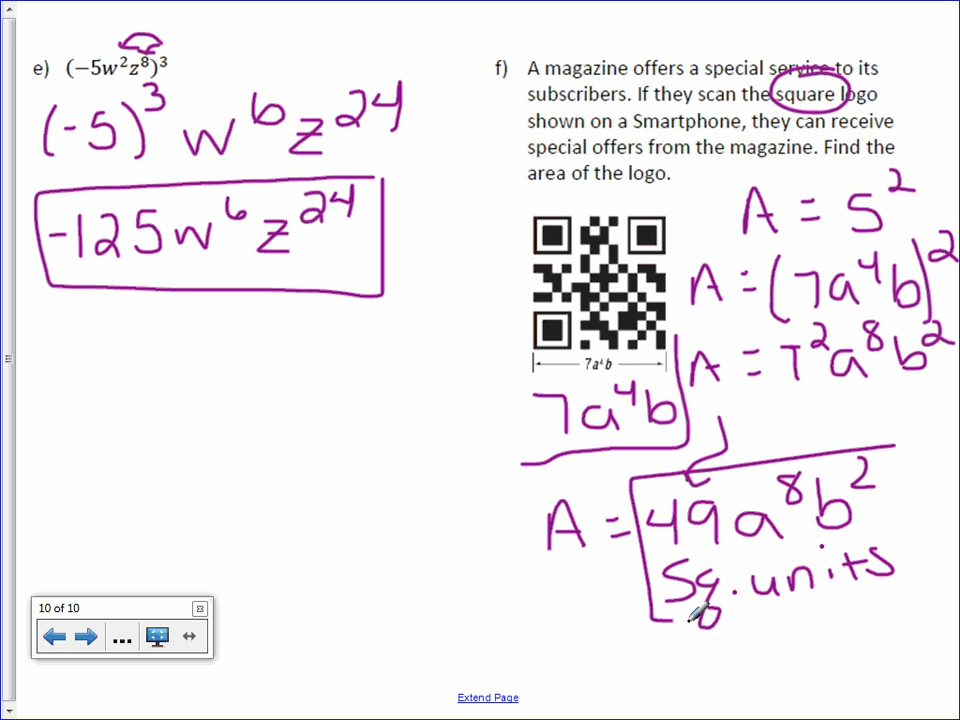 e) (−5w²z⁸)³
(-5)³ w⁶ z²⁴
-125w⁶z²⁴
f) A magazine offers a special service to its
subscribers. If they scan the square logo
shown on a Smartphone, they can receive
special offers from the magazine. Find the
area of the logo.
A = s²
A = (7a⁴b)²
A = 7²a⁸b²
7a⁴b
7a⁴b
A = 49a⁸b²
Sq. units
10 of 10
...
Extend Page